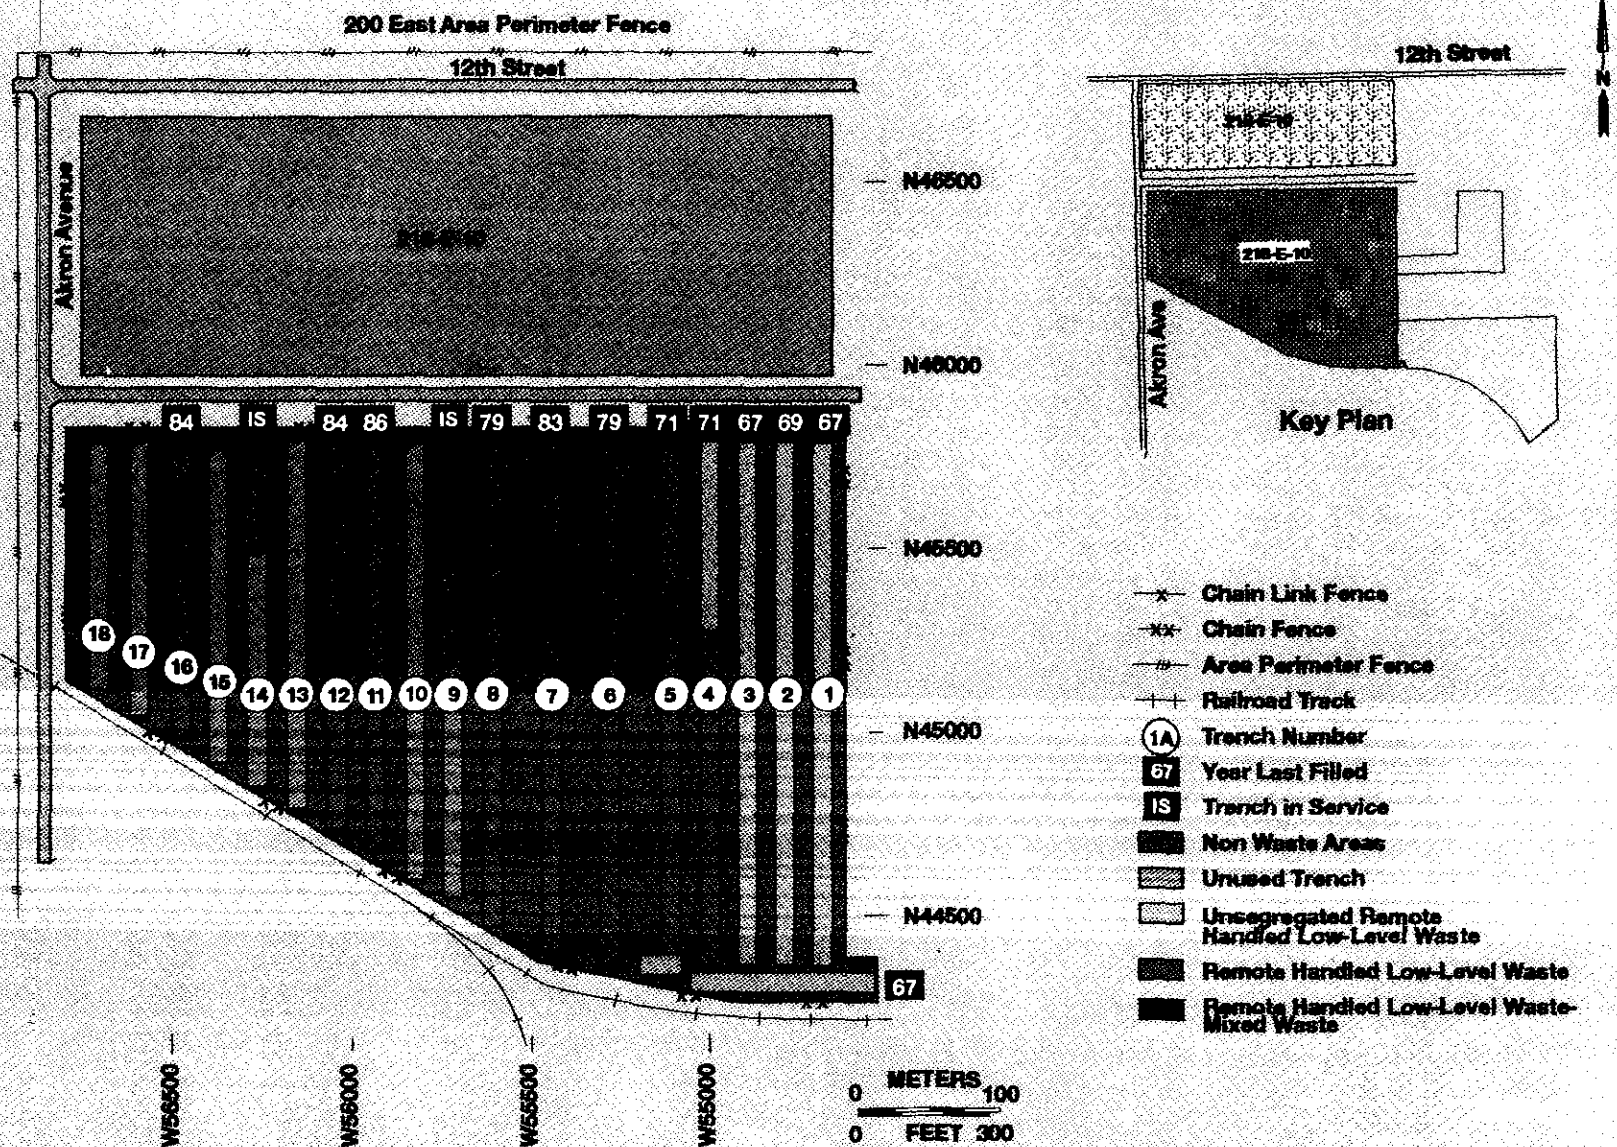 200 East Area Perimeter Fence
12th Street
Akron Avenue
N46500
N46000
84 IS 84 86 IS 79 83 79 71 71 67 69 67
N45500
18 17 16 15 14 13 12 11 10 9 8 7 6 5 4 3 2 1
N45000
N44500
67
W56500
W56000
W55500
W55000
0 METERS 100
0 FEET 300
12th Street
N
218-E-10
Akron Ave
Key Plan
Chain Link Fence
Chain Fence
Area Perimeter Fence
Railroad Track
1A Trench Number
67 Year Last Filled
IS Trench in Service
Non Waste Areas
Unused Trench
Unsegregated Remote
Handled Low-Level Waste
Remote Handled Low-Level Waste
Remote Handled Low-Level Waste-
Mixed Waste